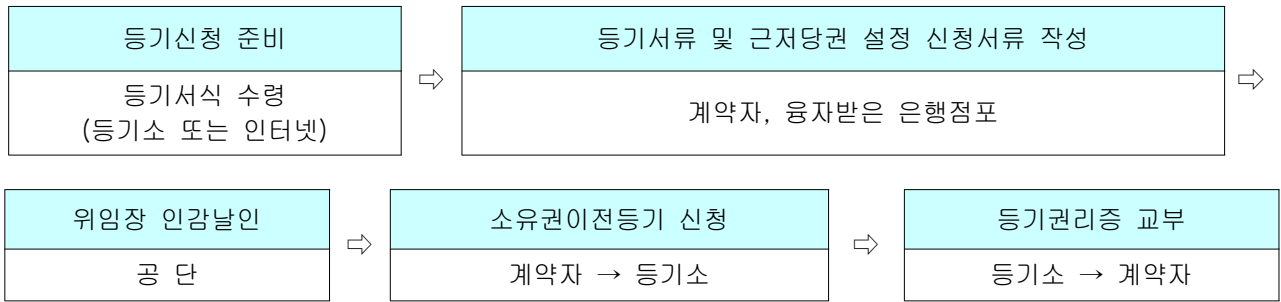 등기신청 준비
등기서식 수령
(등기소 또는 인터넷)
⇨
등기서류 및 근저당권 설정 신청서류 작성
계약자, 융자받은 은행점포
⇨
위임장 인감날인
공 단
⇨
소유권이전등기 신청
계약자 → 등기소
⇨
등기권리증 교부
등기소 → 계약자